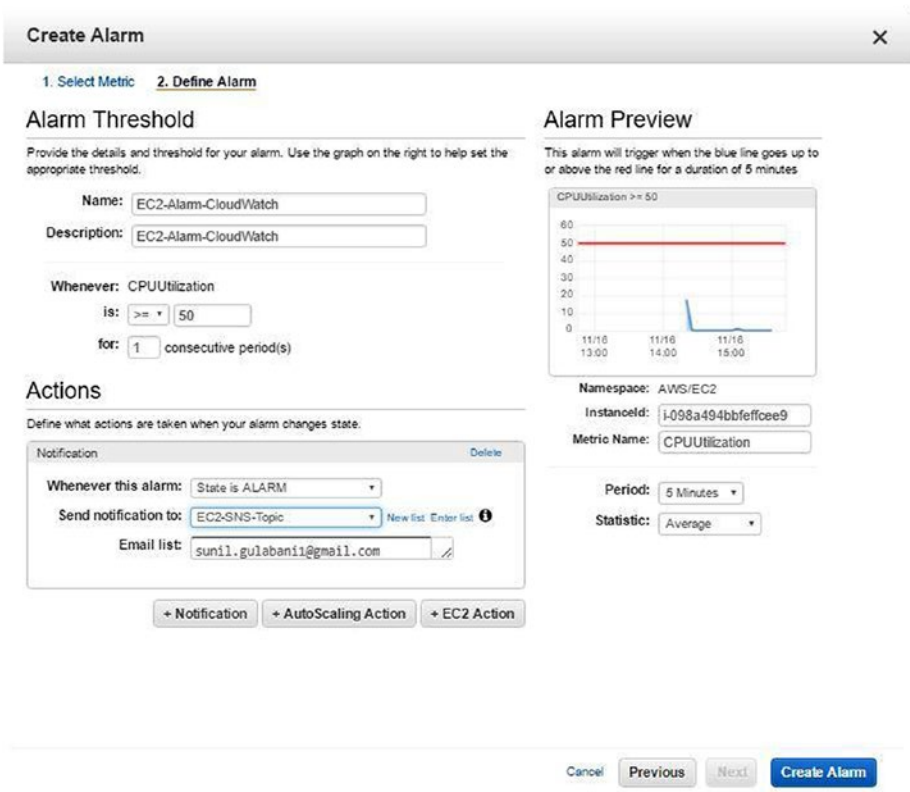 Create Alarm
1. Select Metric 2. Define Alarm
Alarm Threshold
Provide the details and threshold for your alarm. Use the graph on the right to help set the
appropriate threshold.
Name: EC2-Alarm-CloudWatch
Description: EC2-Alarm-CloudWatch
Whenever: CPUUtilization
is: >= 50
for: 1 consecutive period(s)
Actions
Define what actions are taken when your alarm changes state.
Notification Delete
Whenever this alarm: State is ALARM
Send notification to: EC2-SNS-Topic New list Enter list
Email list: sunil.gulabani1@gmail.com
+ Notification + AutoScaling Action + EC2 Action
Alarm Preview
This alarm will trigger when the blue line goes up to
or above the red line for a duration of 5 minutes
CPUUtilization >= 50
60
50
40
30
20
10
0
11/16 11/16 11/16
13:00 14:00 15:00
Namespace: AWS/EC2
InstanceId: i-098a494bbfeffcee9
Metric Name: CPUUtilization
Period: 5 Minutes
Statistic: Average
Cancel Previous Next Create Alarm